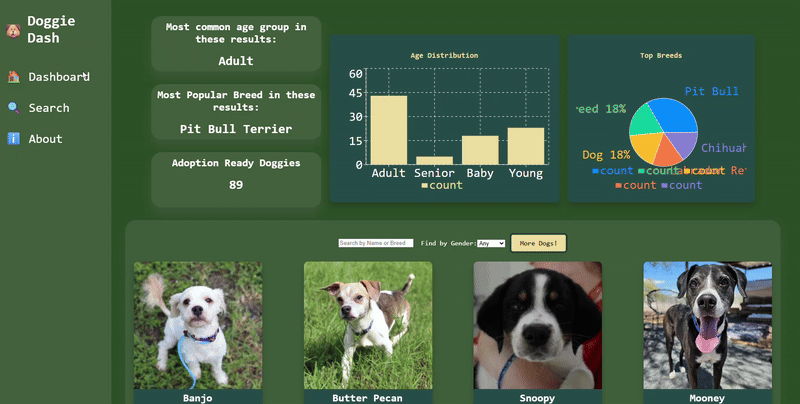 Doggie
Dash
Dashboard
Search
About
Most common age group in
these results:
Adult
Most Popular Breed in these
results:
Pit Bull Terrier
Adoption Ready Doggies
89
Age Distribution
60
45
30
15
0
Adult Senior Baby Young
count
Top Breeds
Pit Bull
eed 18%
Chihuah
Dog 18%
Re
count count count
count count
Search by Name or Breed Find by Gender: Any More Dogs!
Banjo Butter Pecan Snoopy Mooney